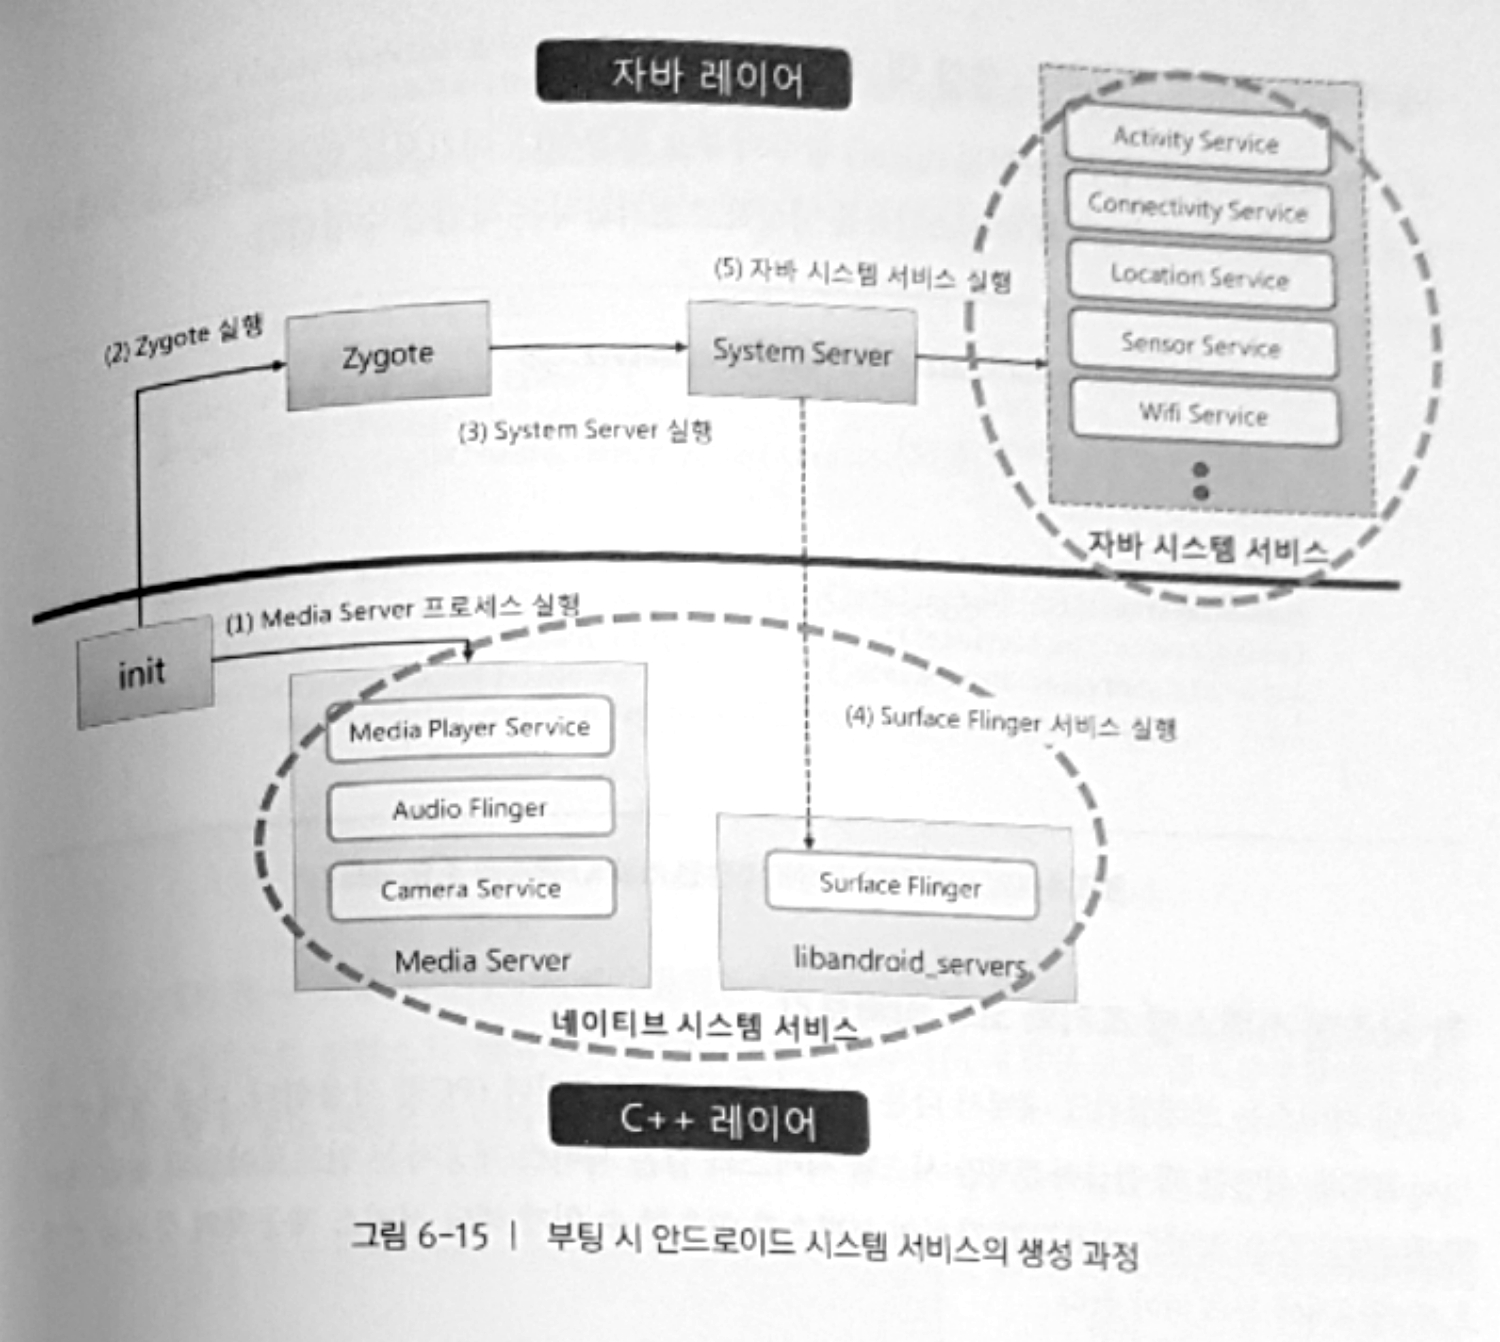 자바 레이어
Activity Service
Connectivity Service
Location Service
Sensor Service
Wifi Service
자바 시스템 서비스
(5) 자바 시스템 서비스 실행
(2) Zygote 실행
Zygote
System Server
(3) System Server 실행
init
(1) Media Server 프로세스 실행
Media Player Service
Audio Flinger
Camera Service
Media Server
(4) Surface Flinger 서비스 실행
Surface Flinger
libandroid_servers
네이티브 시스템 서비스
C++ 레이어
그림 6-15 | 부팅 시 안드로이드 시스템 서비스의 생성 과정